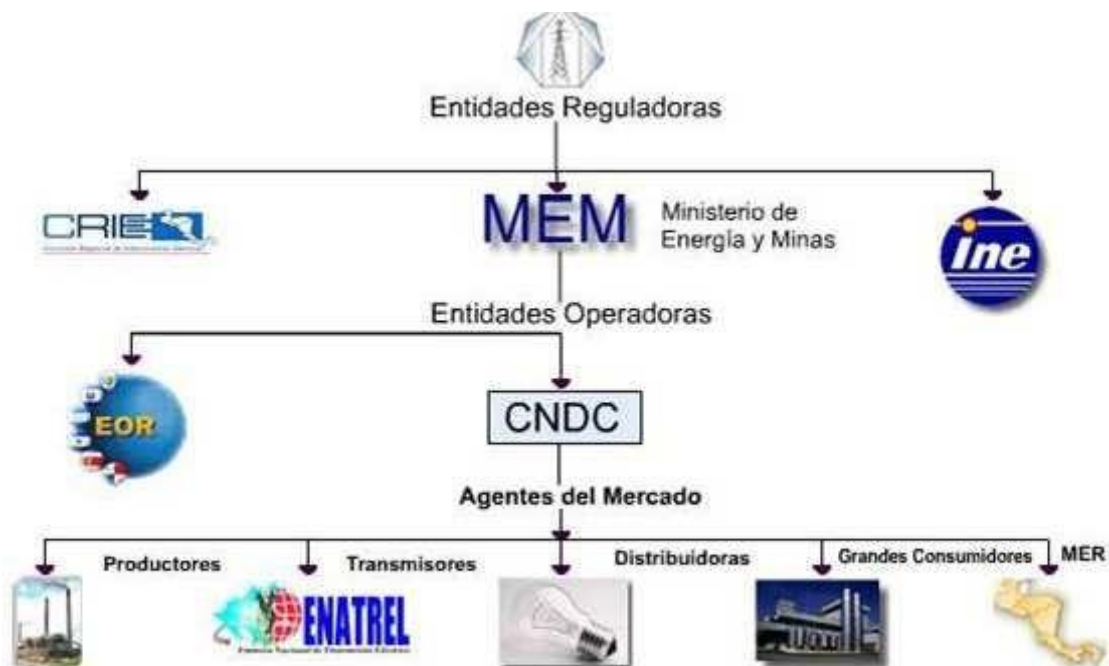 Entidades Reguladoras
CRIE
MEM
Ministerio de
Energía y Minas
ine
Entidades Operadoras
EOR
CNDC
Agentes del Mercado
Productores
Transmisores
Distribuidoras
Grandes Consumidores
MER
ENATREL